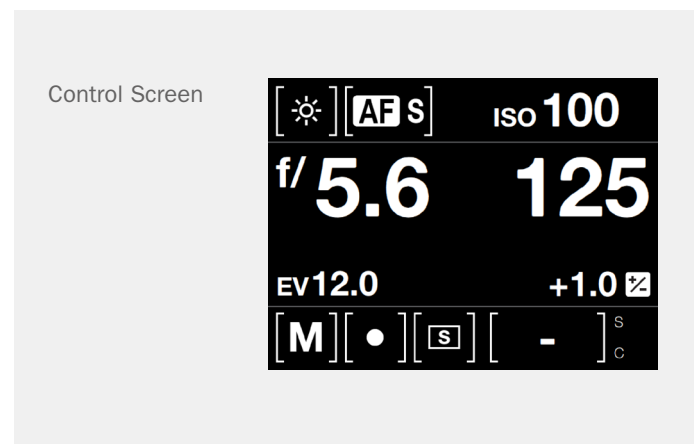 Control Screen
[ ] [AF S] ISO 100
f/5.6 125
EV 12.0 +1.0 +/-
[M] [●] [S] [ - ] S
C